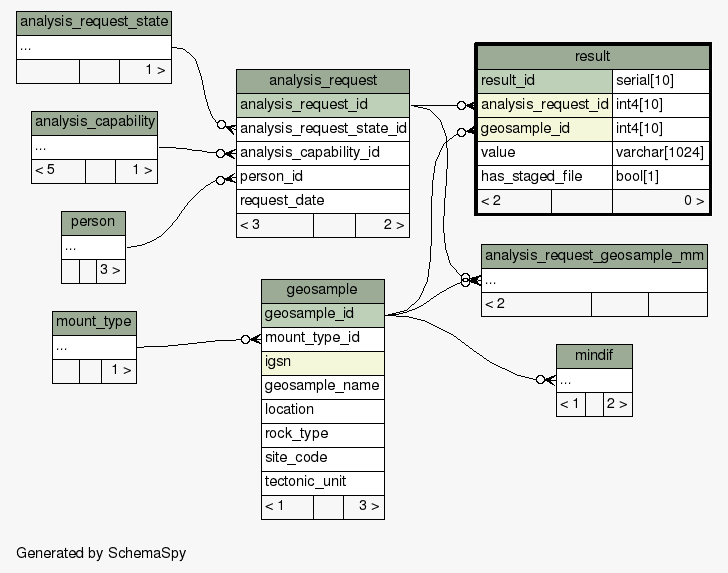 analysis_request_state
...
1 >
analysis_capability
...
< 5 1 >
person
...
3 >
mount_type
...
1 >
analysis_request
analysis_request_id
analysis_request_state_id
analysis_capability_id
person_id
request_date
< 3 2 >
geosample
geosample_id
mount_type_id
igsn
geosample_name
location
rock_type
site_code
tectonic_unit
< 1 3 >
result
result_id serial[10]
analysis_request_id int4[10]
geosample_id int4[10]
value varchar[1024]
has_staged_file bool[1]
< 2 0 >
analysis_request_geosample_mm
...
< 2
mindif
...
< 1 2 >
Generated by SchemaSpy